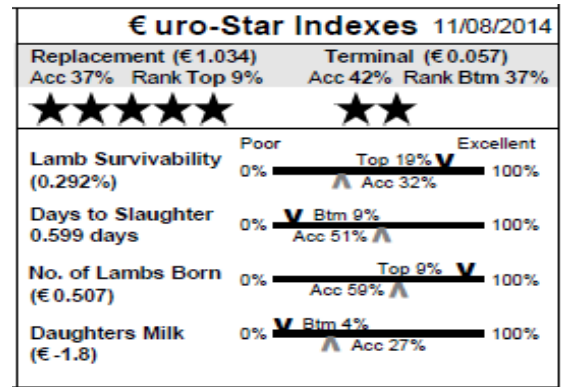 €uro-Star Indexes 11/08/2014
Replacement (€1.034) Terminal (€0.057)
Acc 37% Rank Top 9% Acc 42% Rank Btm 37%
Poor Excellent
Lamb Survivability
(0.292%)
0% Top 19% 100%
Acc 32%
Days to Slaughter
0.599 days
0% Btm 9% 100%
Acc 51%
No. of Lambs Born
(€0.507)
0% Top 9% 100%
Acc 59%
Daughters Milk
(€-1.8)
0% Btm 4% 100%
Acc 27%